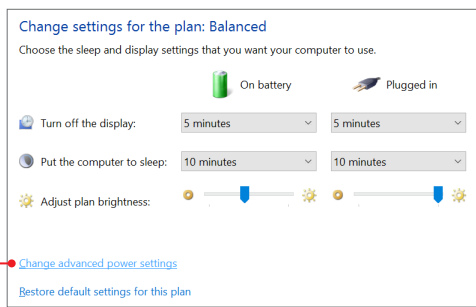 Change settings for the plan: Balanced
Choose the sleep and display settings that you want your computer to use.
On battery Plugged in
Turn off the display: 5 minutes 5 minutes
Put the computer to sleep: 10 minutes 10 minutes
Adjust plan brightness:
Change advanced power settings
Restore default settings for this plan